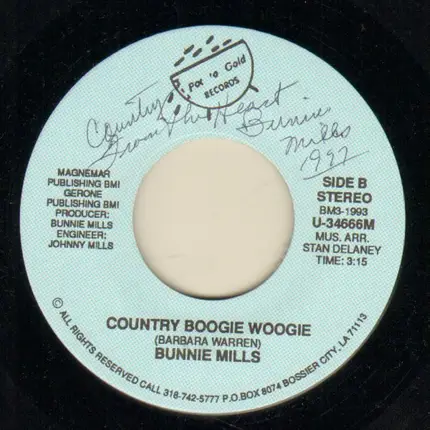 Pot 'o Gold
RECORDS
Country
From The Heart
Bunnie
Mills
1997
MAGNEMAR
PUBLISHING BMI
GERONE
PUBLISHING BMI
PRODUCER:
BUNNIE MILLS
ENGINEER:
JOHNNY MILLS
SIDE B
STEREO
BM3-1993
U-34666M
MUS. ARR.
STAN DELANEY
TIME: 3:15
COUNTRY BOOGIE WOOGIE
(BARBARA WARREN)
BUNNIE MILLS
© ALL RIGHTS RESERVED CALL 318-742-5777 P.O.BOX 8074 BOSSIER CITY, LA 71113